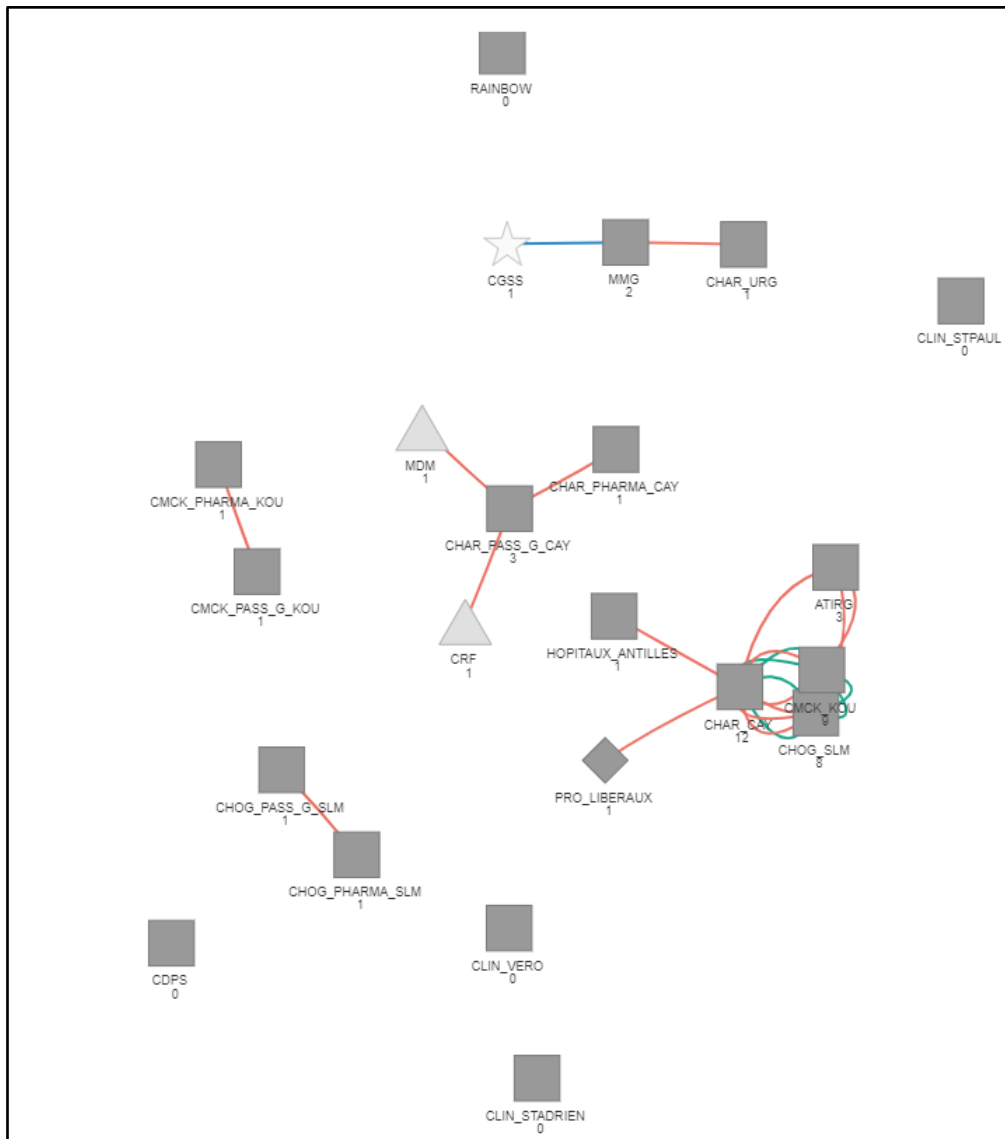 RAINBOW
0
CGSS
1
MMG
2
CHAR_URG
1
CLIN_STPAUL
0
MDM
1
CHAR_PHARMA_CAY
1
CMCK_PHARMA_KOU
1
CHAR_PASS_G_CAY
3
CMCK_PASS_G_KOU
1
ATIRG
3
CRF
1
HOPITAUX_ANTILLES
1
CMCK_KOU
9
CHAR_CAY
12
CHOG_SLM
8
PRO_LIBERAUX
1
CHOG_PASS_G_SLM
1
CHOG_PHARMA_SLM
1
CLIN_VERO
0
CDPS
0
CLIN_STADRIEN
0